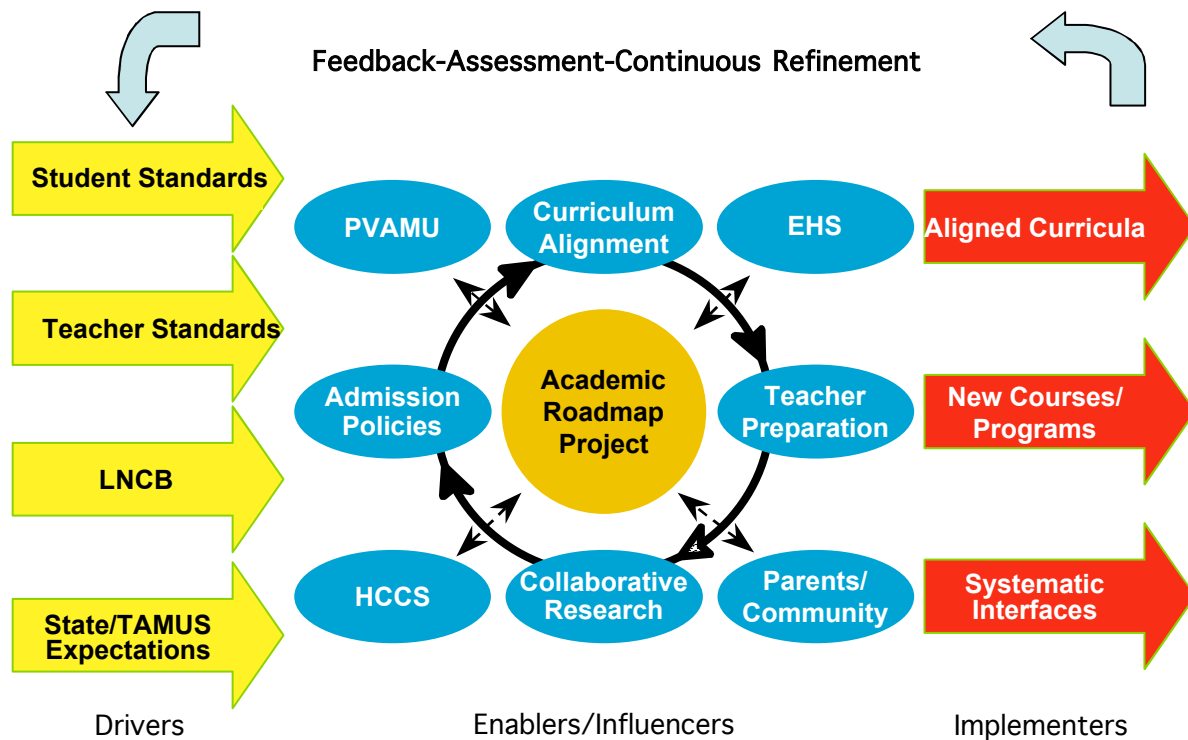 Feedback-Assessment-Continuous Refinement
Student Standards
Teacher Standards
LNCB
State/TAMUS
Expectations
PVAMU
Curriculum
Alignment
EHS
Admission
Policies
Academic
Roadmap
Project
Teacher
Preparation
HCCS
Collaborative
Research
Parents/
Community
Aligned Curricula
New Courses/
Programs
Systematic
Interfaces
Drivers
Enablers/Influencers
Implementers